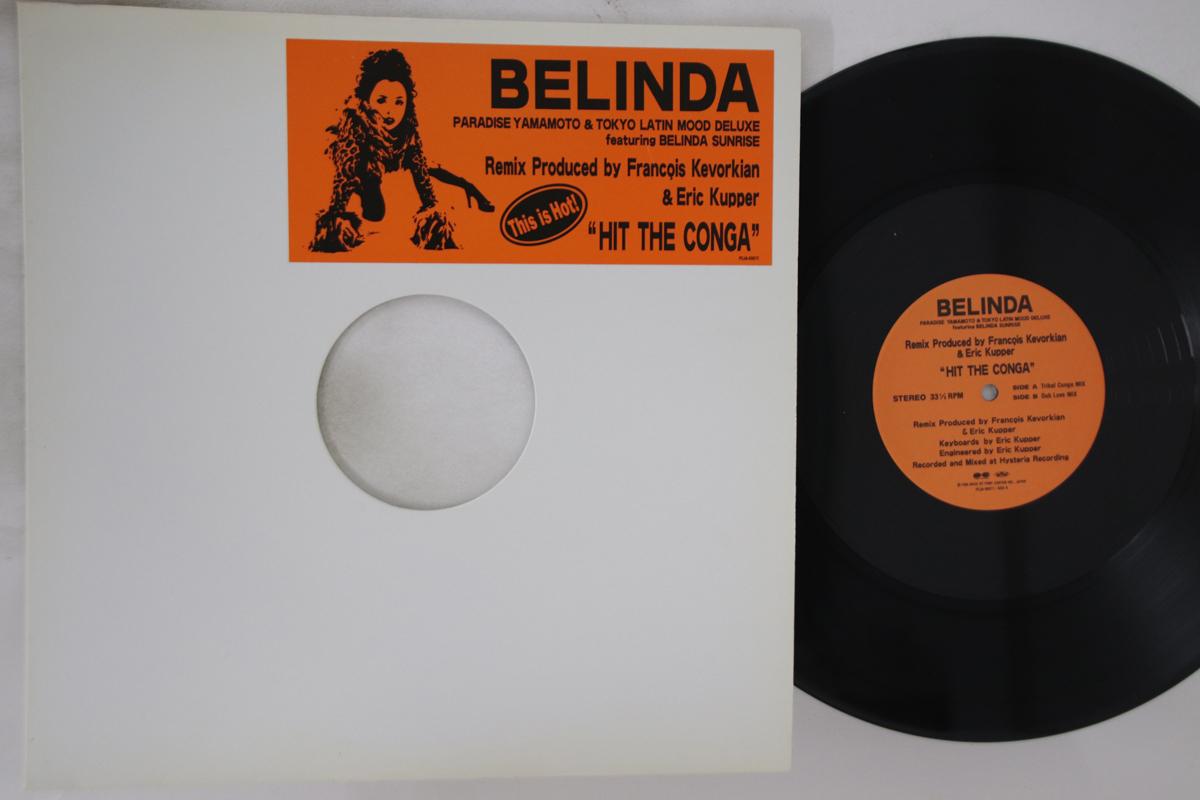 BELINDA
PARADISE YAMAMOTO & TOKYO LATIN MOOD DELUXE
featuring BELINDA SUNRISE
Remix Produced by Francois Kevorkian
& Eric Kupper
This is Hot!
"HIT THE CONGA"
BELINDA
PARADISE YAMAMOTO & TOKYO LATIN MOOD DELUXE
featuring BELINDA SUNRISE
Remix Produced by Francois Kevorkian
& Eric Kupper
"HIT THE CONGA"
STEREO 33⅓ RPM
SIDE A Tribal Conga MIX
SIDE B Dub Love MIX
Remix Produced by Francois Kevorkian
& Eric Kupper
Keyboards by Eric Kupper
Engineered by Eric Kupper
Recorded and Mixed at Hysteria Recording